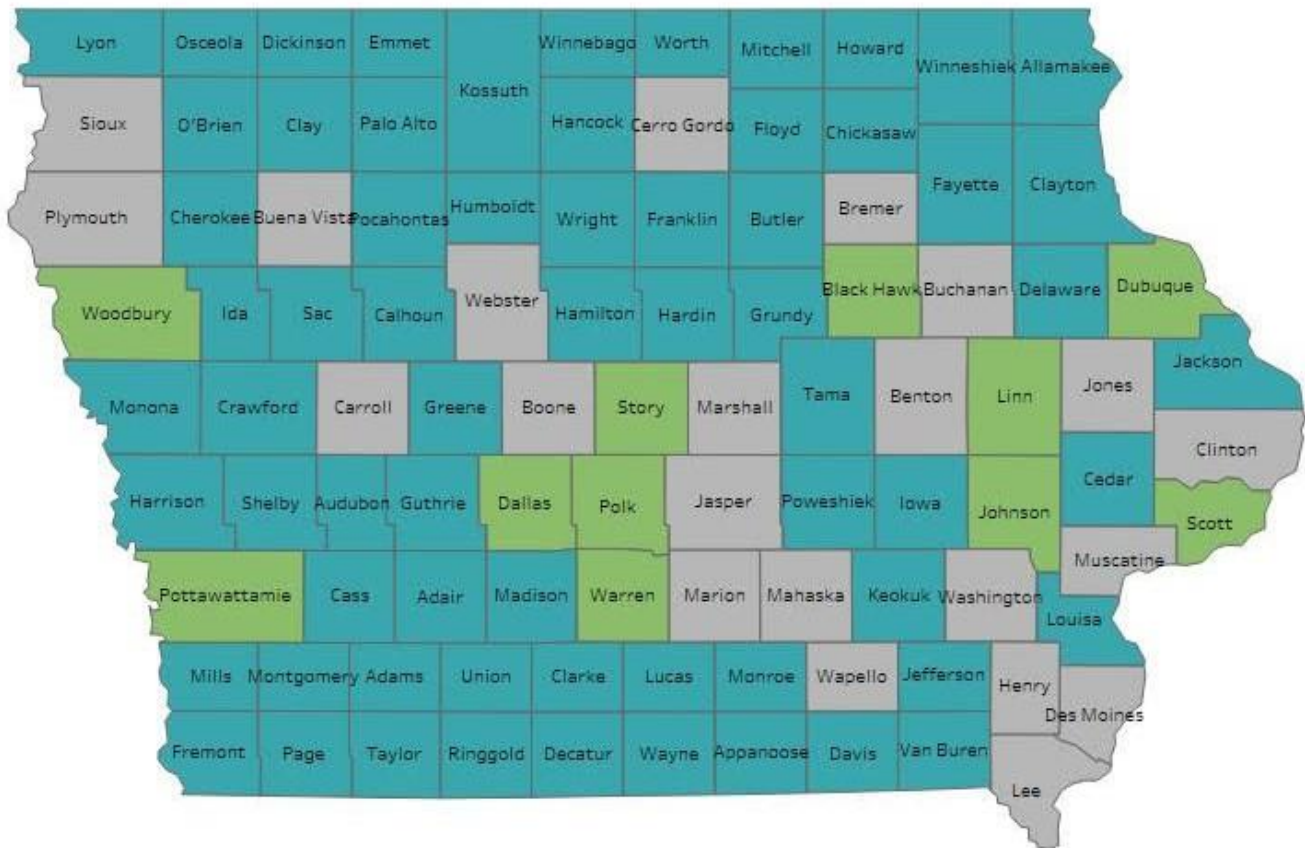 Lyon
Osceola
Dickinson
Emmet
Kossuth
Winnebago
Worth
Mitchell
Howard
Winneshiek
Allamakee
Sioux
O'Brien
Clay
Palo Alto
Hancock
Cerro Gordo
Floyd
Chickasaw
Plymouth
Cherokee
Buena Vista
Pocahontas
Humboldt
Wright
Franklin
Butler
Bremer
Fayette
Clayton
Woodbury
Ida
Sac
Calhoun
Webster
Hamilton
Hardin
Grundy
Black Hawk
Buchanan
Delaware
Dubuque
Monona
Crawford
Carroll
Greene
Boone
Story
Marshall
Tama
Benton
Linn
Jones
Jackson
Clinton
Harrison
Shelby
Audubon
Guthrie
Dallas
Polk
Jasper
Poweshiek
Iowa
Johnson
Cedar
Scott
Muscatine
Pottawattamie
Cass
Adair
Madison
Warren
Marion
Mahaska
Keokuk
Washington
Louisa
Mills
Montgomery
Adams
Union
Clarke
Lucas
Monroe
Wapello
Jefferson
Henry
Des Moines
Fremont
Page
Taylor
Ringgold
Decatur
Wayne
Appanoose
Davis
Van Buren
Lee